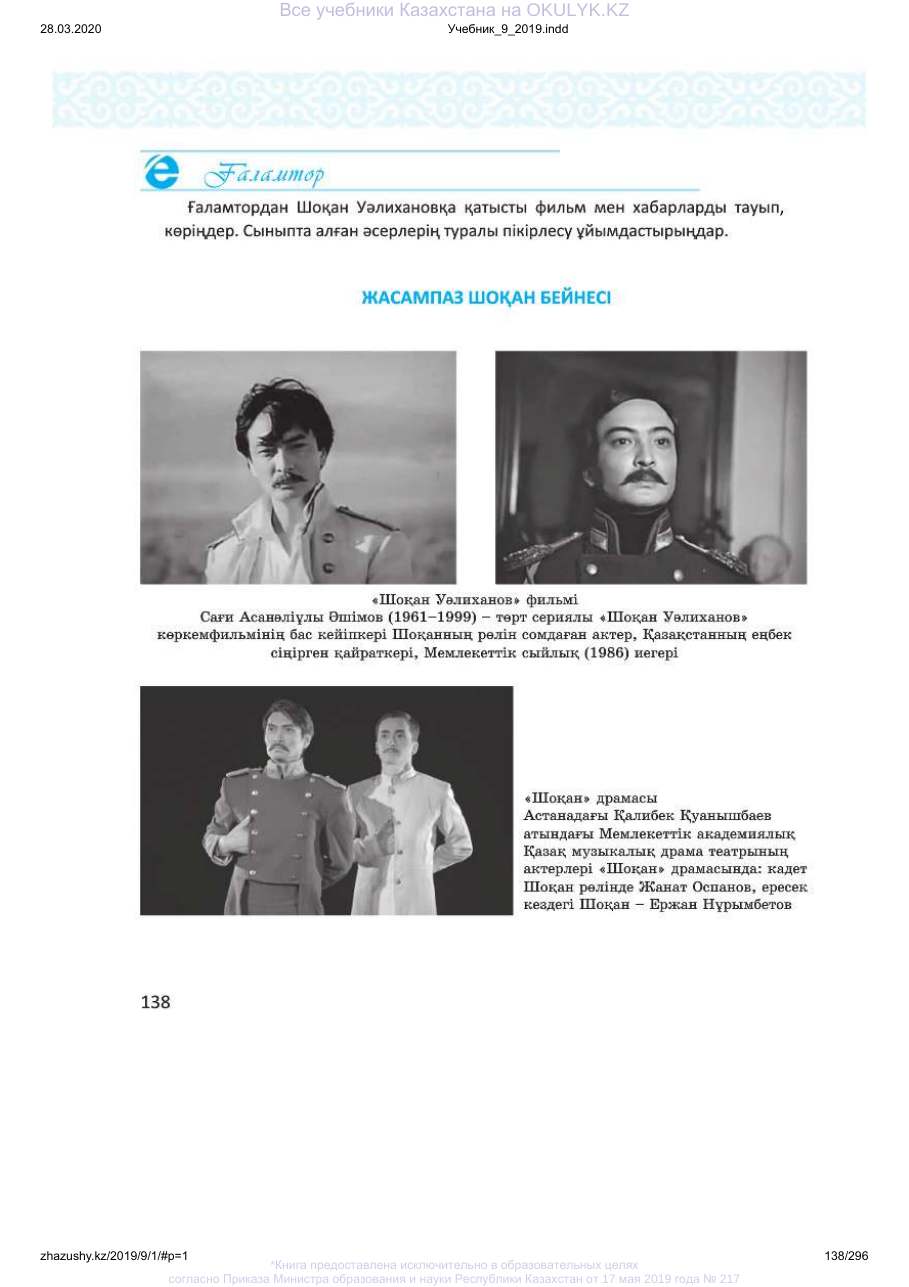 Все учебники Казахстана на OKULYK.KZ
28.03.2020 Учебник_9_2019.indd
Ғаламтор
Ғаламтордан Шоқан Уәлихановқа қатысты фильм мен хабарларды тауып,
көріңдер. Сыныпта алған әсерлерің туралы пікірлесу ұйымдастырыңдар.
ЖАСАМПАЗ ШОҚАН БЕЙНЕСІ
«Шоқан Уәлиханов» фильмі
Сағи Асанәліұлы Әшімов (1961–1999) – төрт сериялы «Шоқан Уәлиханов»
көркемфильмінің бас кейіпкері Шоқанның рөлін сомдаған актер, Қазақстанның еңбек
сіңірген қайраткері, Мемлекеттік сыйлық (1986) иегері
«Шоқан» драмасы
Астанадағы Қалибек Қуанышбаев
атындағы Мемлекеттік академиялық
Қазақ музыкалық драма театрының
актерлері «Шоқан» драмасында: кадет
Шоқан рөлінде Жанат Оспанов, ересек
кездегі Шоқан – Ержан Нұрымбетов
138
zhazushy.kz/2019/9/1/#p=1 138/296
*Книга предоставлена исключительно в образовательных целях
согласно Приказа Министра образования и науки Республики Казахстан от 17 мая 2019 года № 217